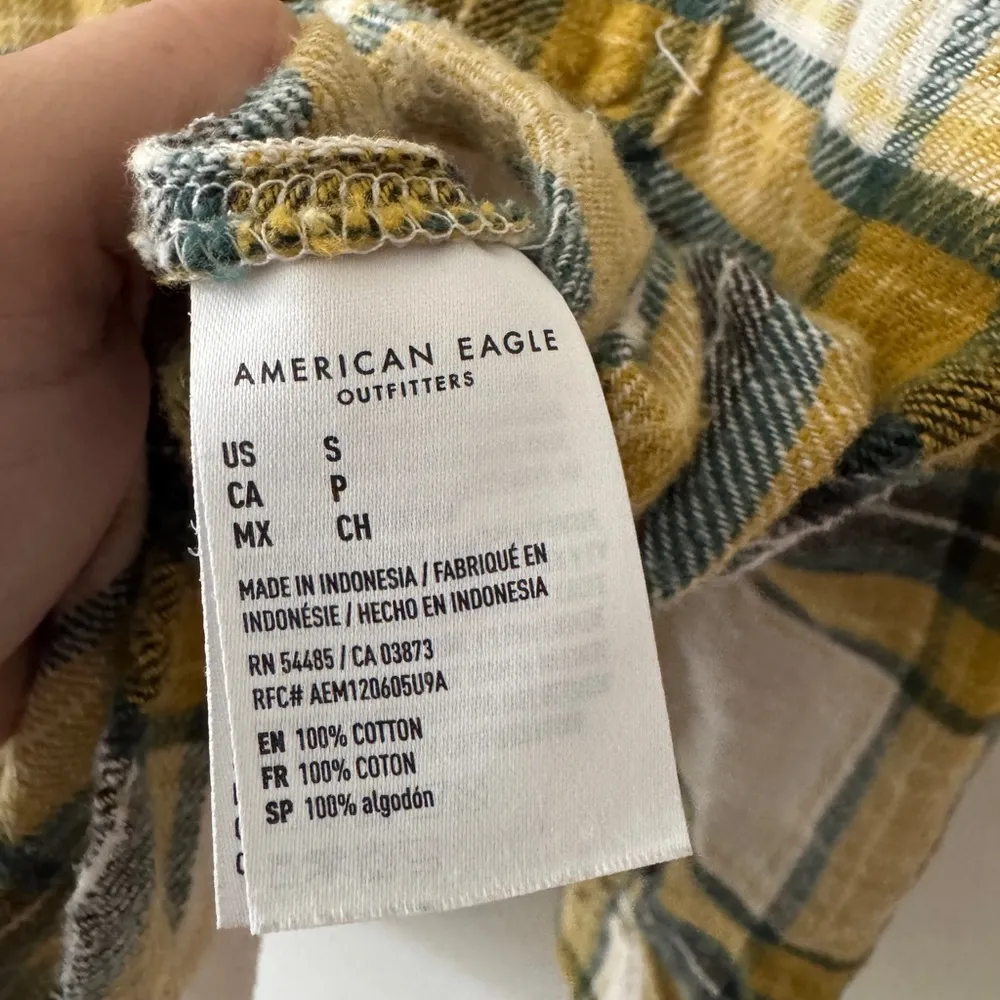 AMERICAN EAGLE
OUTFITTERS
US S
CA P
MX CH
MADE IN INDONESIA / FABRIQUÉ EN
INDONÉSIE / HECHO EN INDONESIA
RN 54485 / CA 03873
RFC# AEM120605U9A
EN 100% COTTON
FR 100% COTON
SP 100% algodón